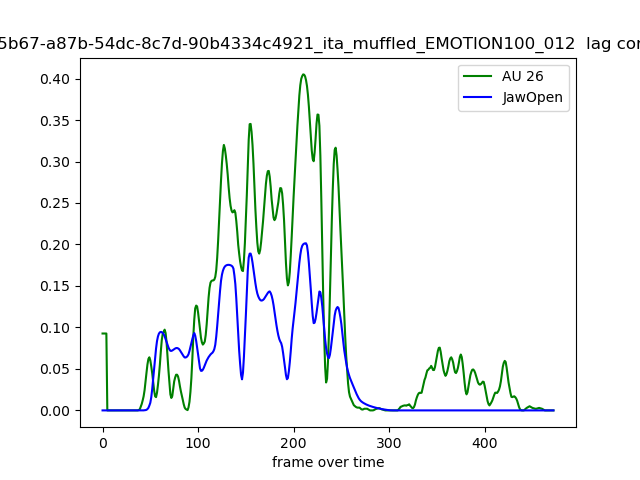 5b67-a87b-54dc-8c7d-90b4334c4921_ita_muffled_EMOTION100_012 lag cor
AU 26
JawOpen
0.40
0.35
0.30
0.25
0.20
0.15
0.10
0.05
0.00
0 100 200 300 400
frame over time